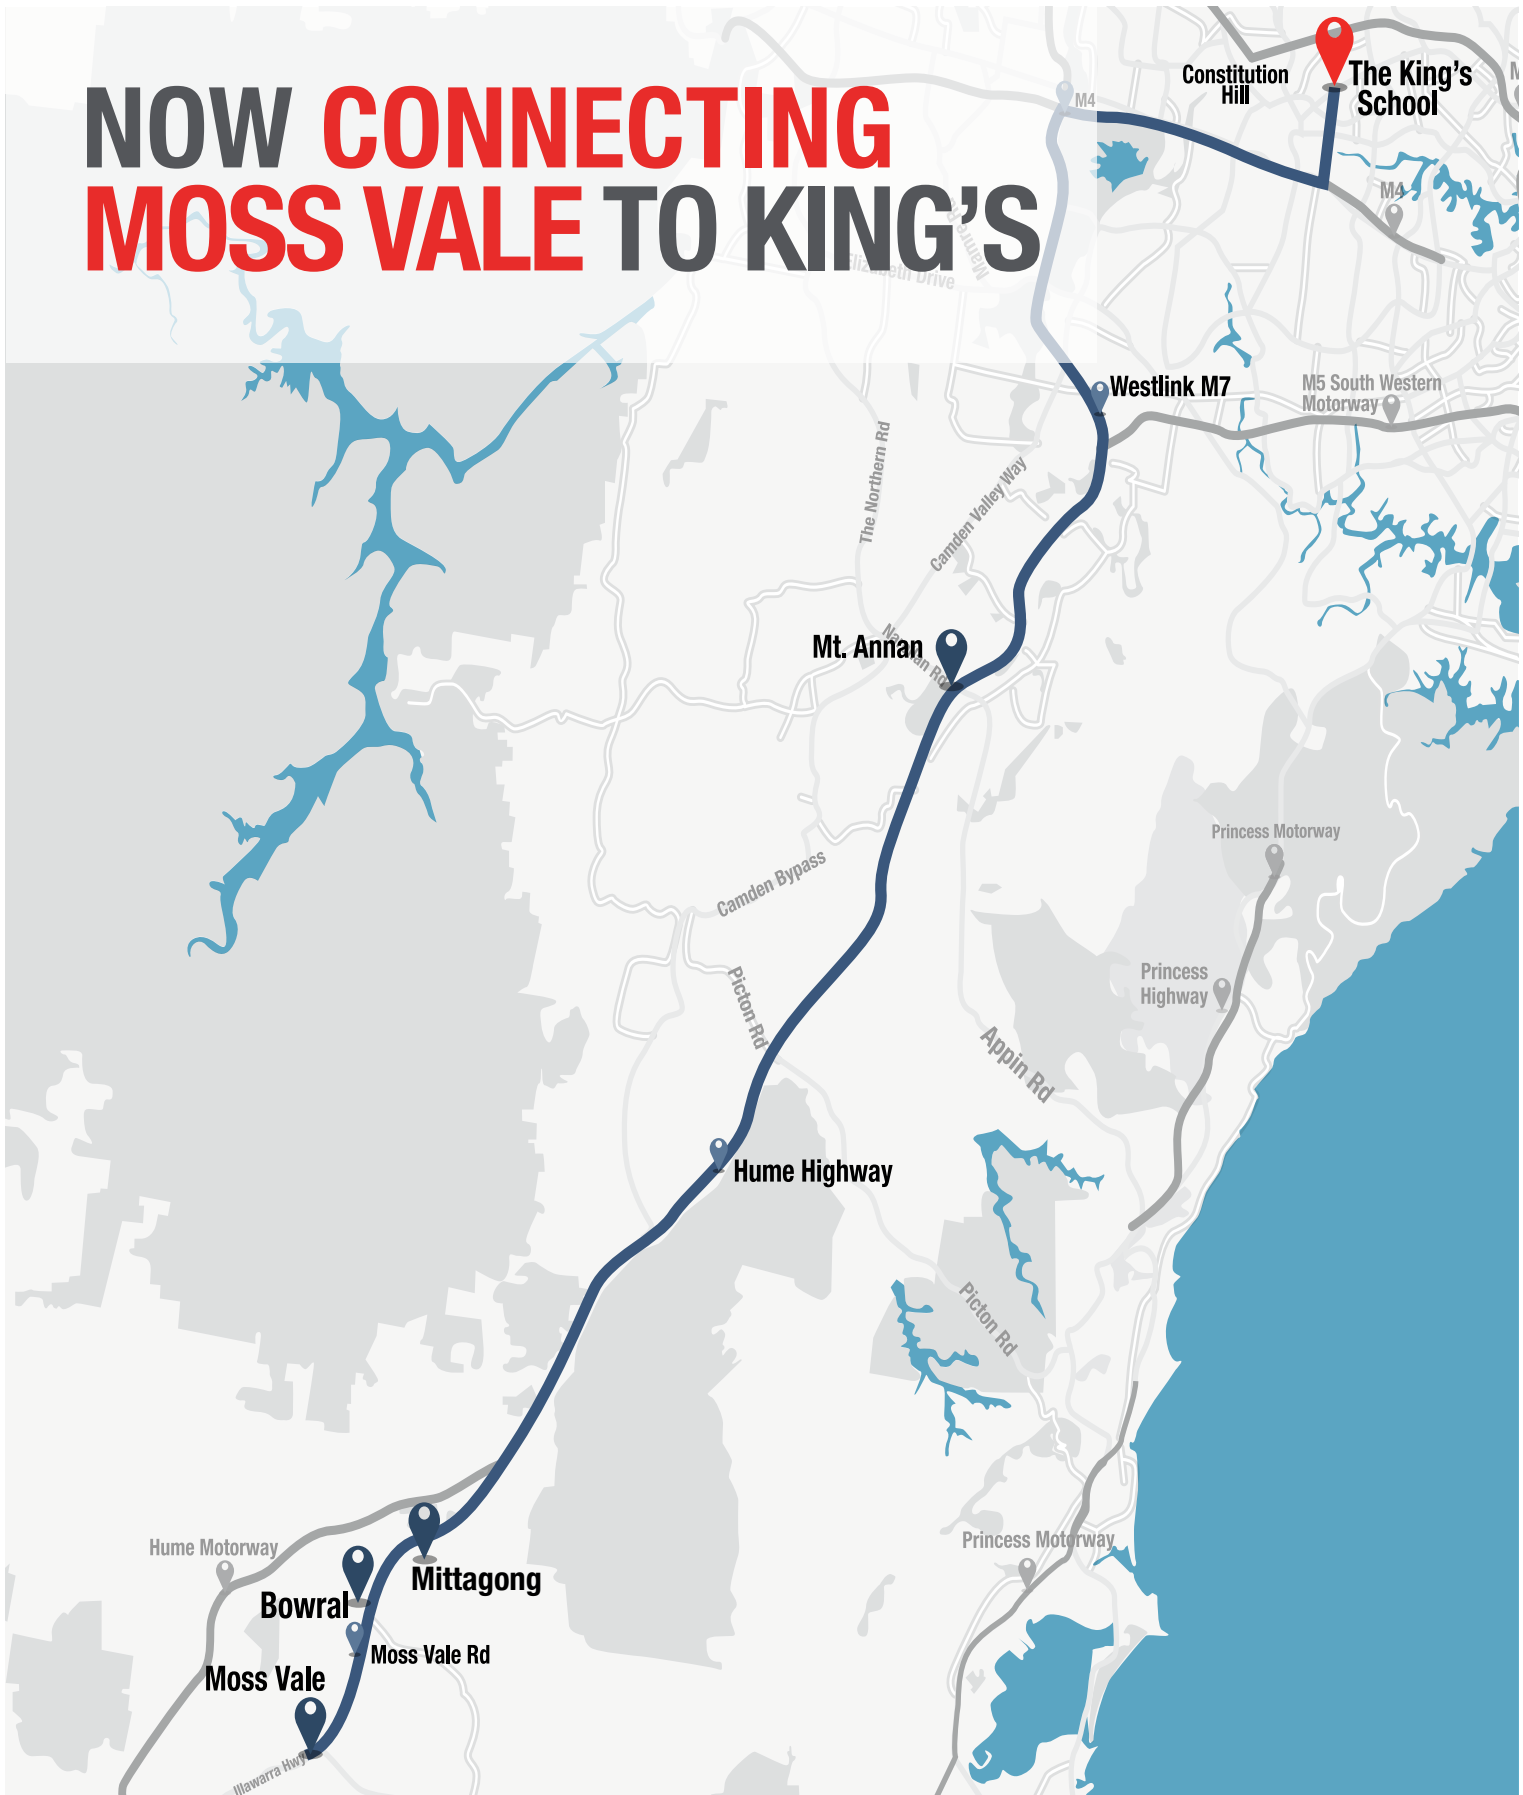 NOW CONNECTING
MOSS VALE TO KING'S
Constitution
Hill
The King's
School
M4
M4
Elizabeth Drive
Westlink M7
M5 South Western
Motorway
The Northern Rd
Camden Valley Way
Mt. Annan
Princess Motorway
Camden Bypass
Princess
Highway
Picton Rd
Appin Rd
Hume Highway
Picton Rd
Hume Motorway
Princess Motorway
Mittagong
Bowral
Moss Vale Rd
Moss Vale
Illawarra Hwy